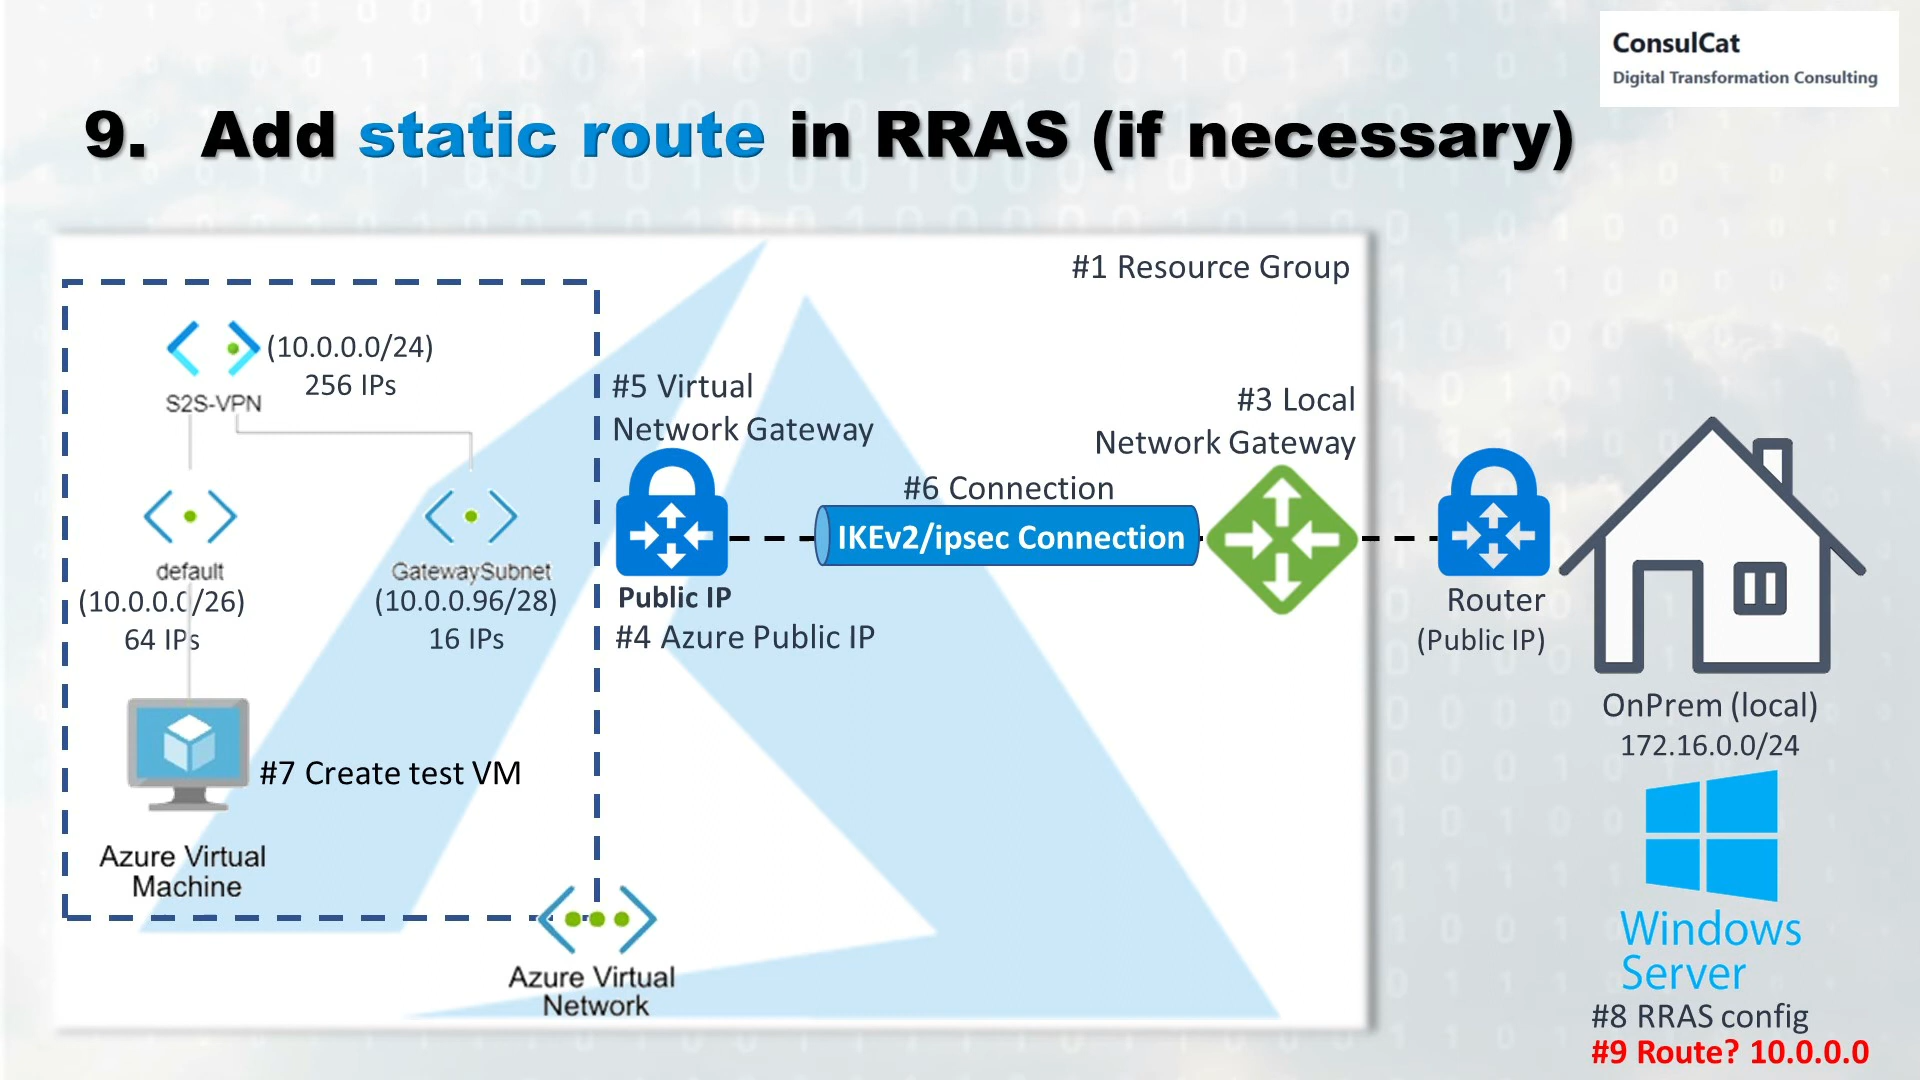 ConsulCat
Digital Transformation Consulting
9. Add static route in RRAS (if necessary)
#1 Resource Group
(10.0.0.0/24)
256 IPs
S2S-VPN
#5 Virtual
Network Gateway
#3 Local
Network Gateway
#6 Connection
IKEv2/ipsec Connection
default
(10.0.0.0/26)
64 IPs
GatewaySubnet
(10.0.0.96/28)
16 IPs
Public IP
#4 Azure Public IP
Router
(Public IP)
OnPrem (local)
172.16.0.0/24
#7 Create test VM
Azure Virtual
Machine
Azure Virtual
Network
Windows
Server
#8 RRAS config
#9 Route? 10.0.0.0